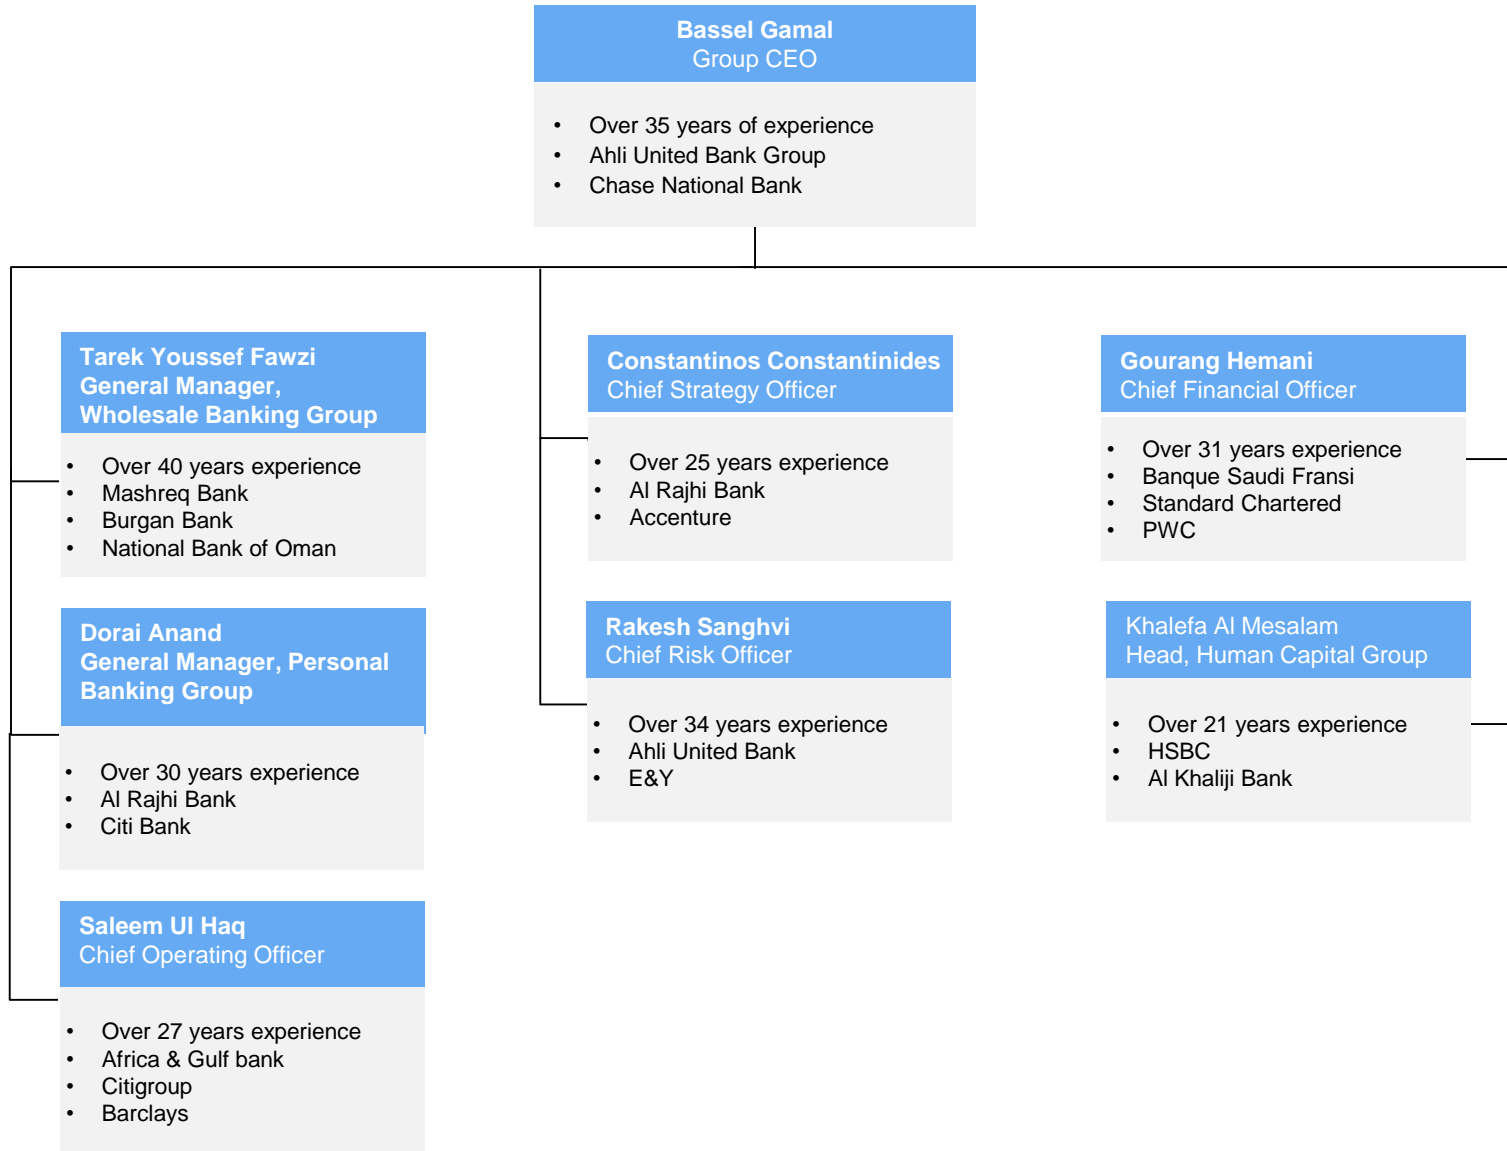 Bassel Gamal
Group CEO
• Over 35 years of experience
• Ahli United Bank Group
• Chase National Bank
Tarek Youssef Fawzi
General Manager,
Wholesale Banking Group
• Over 40 years experience
• Mashreq Bank
• Burgan Bank
• National Bank of Oman
Dorai Anand
General Manager, Personal
Banking Group
• Over 30 years experience
• Al Rajhi Bank
• Citi Bank
Saleem Ul Haq
Chief Operating Officer
• Over 27 years experience
• Africa & Gulf bank
• Citigroup
• Barclays
Constantinos Constantinides
Chief Strategy Officer
• Over 25 years experience
• Al Rajhi Bank
• Accenture
Rakesh Sanghvi
Chief Risk Officer
• Over 34 years experience
• Ahli United Bank
• E&Y
Gourang Hemani
Chief Financial Officer
• Over 31 years experience
• Banque Saudi Fransi
• Standard Chartered
• PWC
Khalefa Al Mesalam
Head, Human Capital Group
• Over 21 years experience
• HSBC
• Al Khaliji Bank